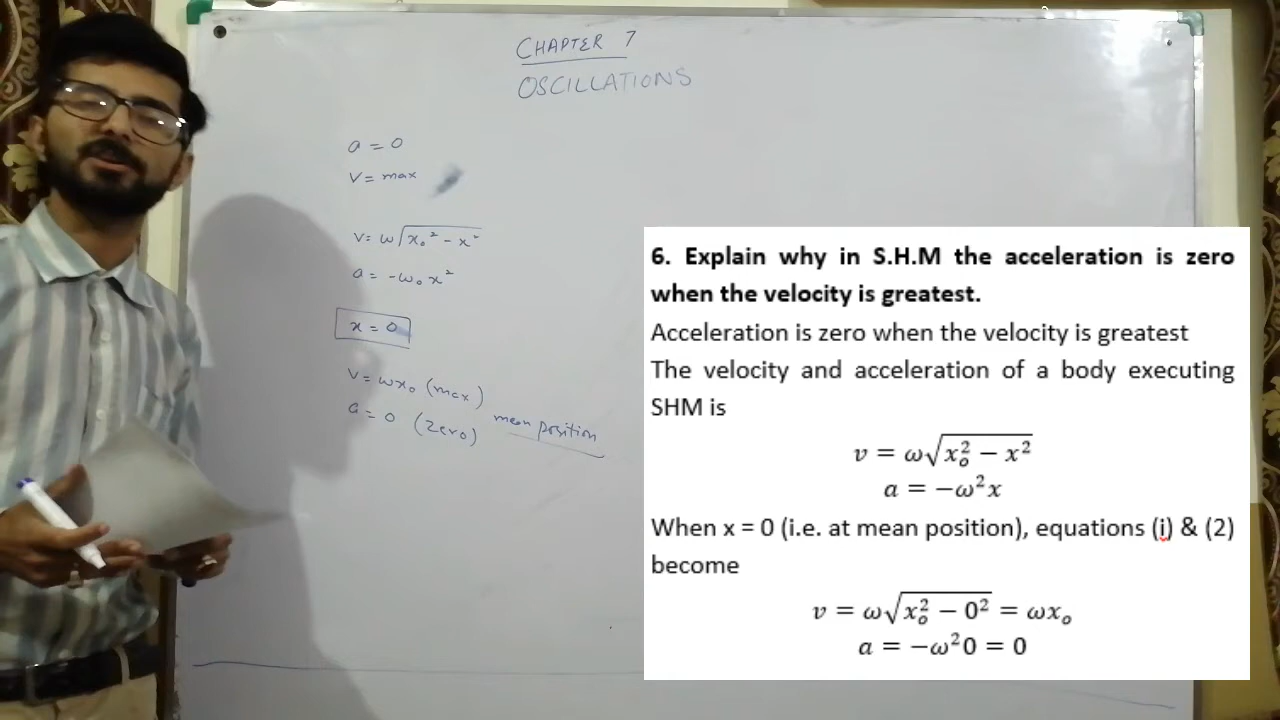 CHAPTER 7
OSCILLATIONS
a = 0
v = max
v = ω√x₀² - x²
a = -ω₀ x²
x = 0
v = ωx₀ (max)
a = 0 (Zero) mean position
6. Explain why in S.H.M the acceleration is zero
when the velocity is greatest.
Acceleration is zero when the velocity is greatest
The velocity and acceleration of a body executing
SHM is
v = ω√x₀² − x²
a = −ω²x
When x = 0 (i.e. at mean position), equations (i) & (2)
become
v = ω√x₀² − 0² = ωx₀
a = −ω²0 = 0